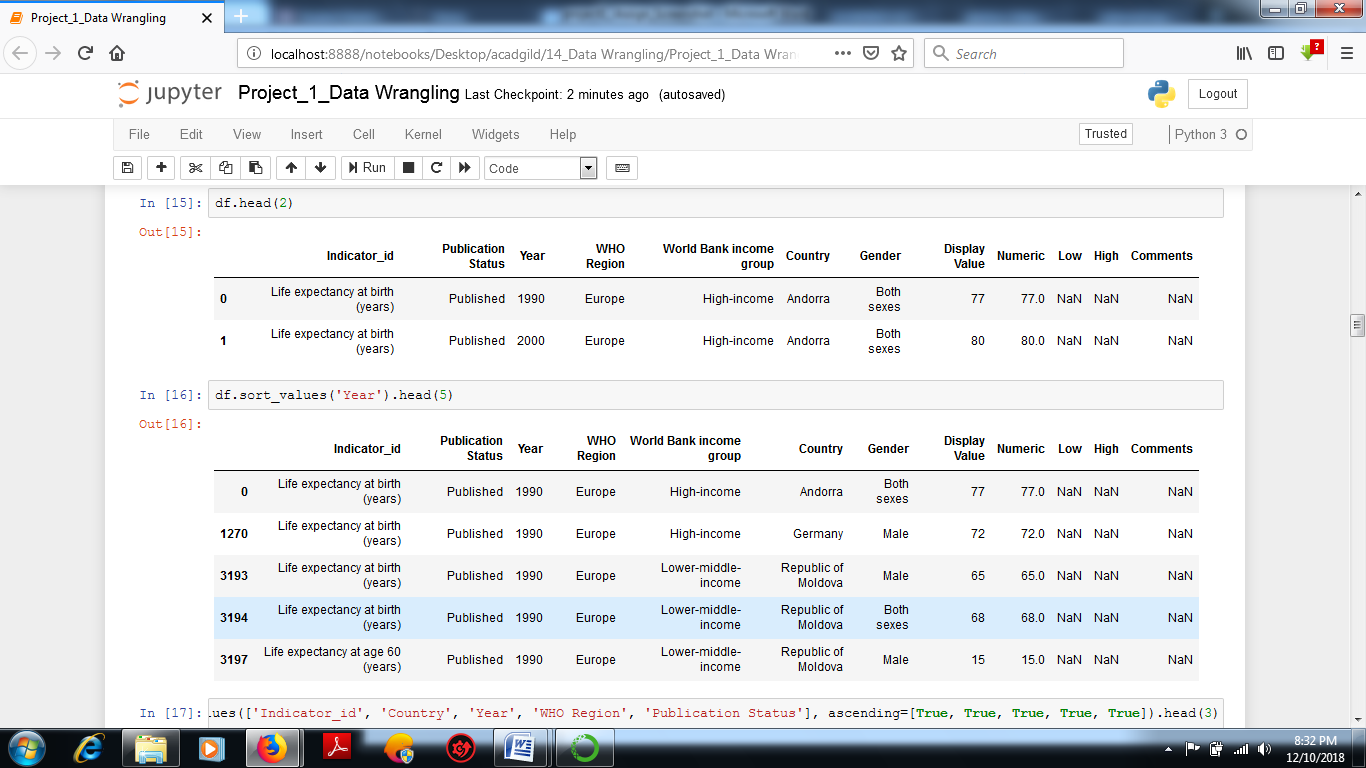 Project_1_Data Wrangling
localhost:8888/notebooks/Desktop/acadgild/14_Data Wrangling/Project_1_Data Wran
Search
jupyter Project_1_Data Wrangling Last Checkpoint: 2 minutes ago (autosaved)
Logout
File Edit View Insert Cell Kernel Widgets Help
Trusted
Python 3
Run
Code
In [15]: df.head(2)
Out[15]:
Indicator_id Publication Status Year WHO Region World Bank income group Country Gender Display Value Numeric Low High Comments
0 Life expectancy at birth (years) Published 1990 Europe High-income Andorra Both sexes 77 77.0 NaN NaN NaN
1 Life expectancy at birth (years) Published 2000 Europe High-income Andorra Both sexes 80 80.0 NaN NaN NaN
In [16]: df.sort_values('Year').head(5)
Out[16]:
Indicator_id Publication Status Year WHO Region World Bank income group Country Gender Display Value Numeric Low High Comments
0 Life expectancy at birth (years) Published 1990 Europe High-income Andorra Both sexes 77 77.0 NaN NaN NaN
1270 Life expectancy at birth (years) Published 1990 Europe High-income Germany Male 72 72.0 NaN NaN NaN
3193 Life expectancy at birth (years) Published 1990 Europe Lower-middle-income Republic of Moldova Male 65 65.0 NaN NaN NaN
3194 Life expectancy at birth (years) Published 1990 Europe Lower-middle-income Republic of Moldova Both sexes 68 68.0 NaN NaN NaN
3197 Life expectancy at age 60 (years) Published 1990 Europe Lower-middle-income Republic of Moldova Male 15 15.0 NaN NaN NaN
In [17]: ues(['Indicator_id', 'Country', 'Year', 'WHO Region', 'Publication Status'], ascending=[True, True, True, True, True]).head(3)
8:32 PM
12/10/2018